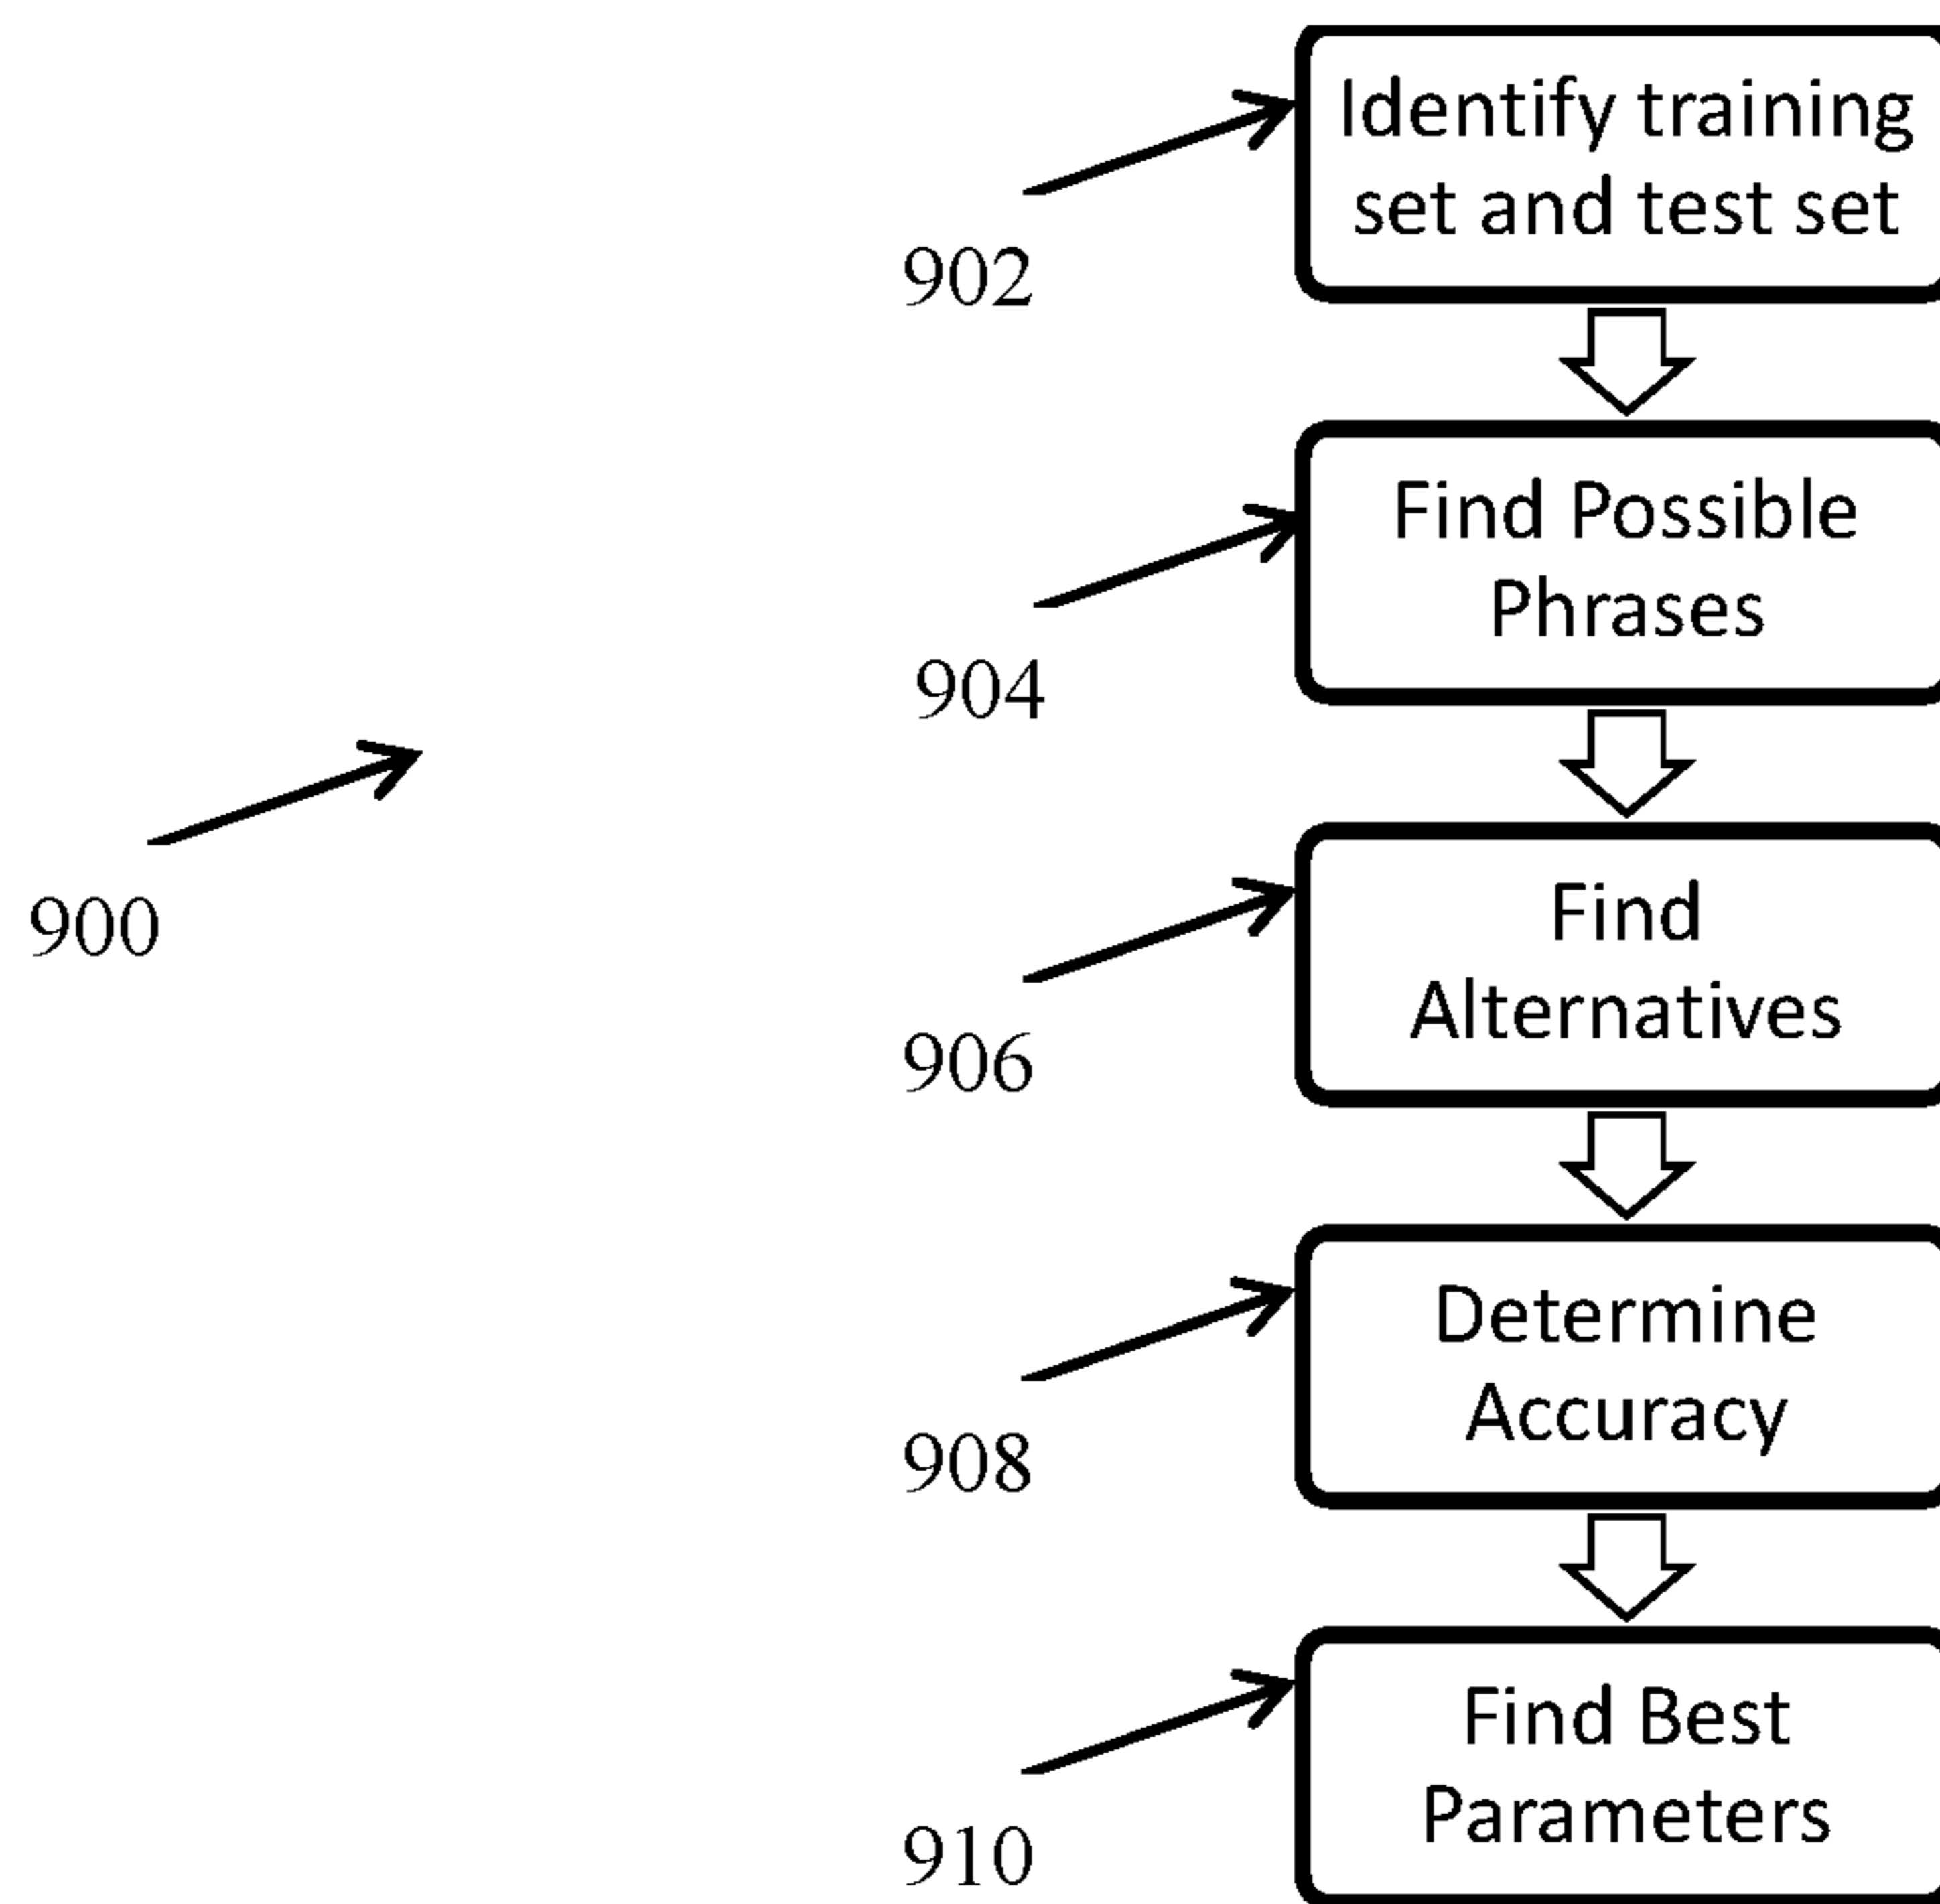 Identify training
set and test set
902
Find Possible
Phrases
904
900
Find
Alternatives
906
Determine
Accuracy
908
Find Best
Parameters
910